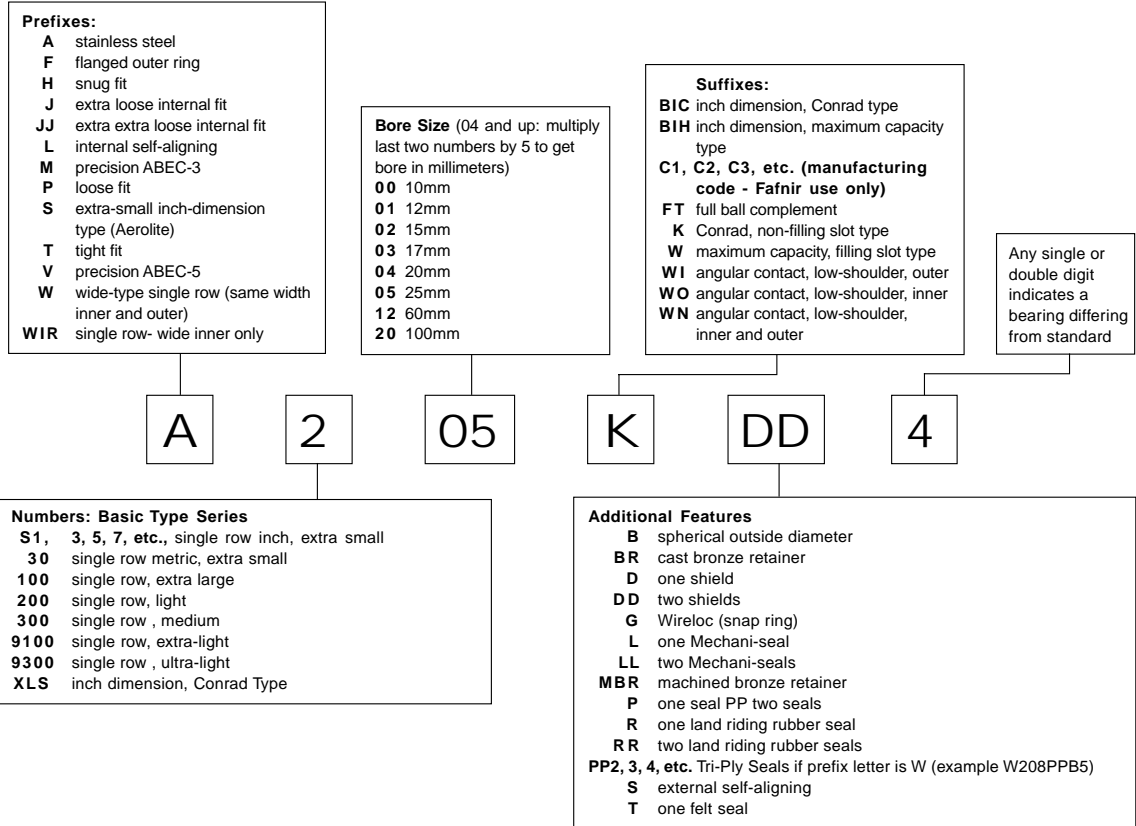 Prefixes:
A stainless steel
F flanged outer ring
H snug fit
J extra loose internal fit
JJ extra extra loose internal fit
L internal self-aligning
M precision ABEC-3
P loose fit
S extra-small inch-dimension
type (Aerolite)
T tight fit
V precision ABEC-5
W wide-type single row (same width
inner and outer)
WIR single row- wide inner only
Bore Size (04 and up: multiply
last two numbers by 5 to get
bore in millimeters)
00 10mm
01 12mm
02 15mm
03 17mm
04 20mm
05 25mm
12 60mm
20 100mm
Suffixes:
BIC inch dimension, Conrad type
BIH inch dimension, maximum capacity
type
C1, C2, C3, etc. (manufacturing
code - Fafnir use only)
FT full ball complement
K Conrad, non-filling slot type
W maximum capacity, filling slot type
WI angular contact, low-shoulder, outer
WO angular contact, low-shoulder, inner
WN angular contact, low-shoulder,
inner and outer
Any single or
double digit
indicates a
bearing differing
from standard
A 2 05 K DD 4
Numbers: Basic Type Series
S1, 3, 5, 7, etc., single row inch, extra small
30 single row metric, extra small
100 single row, extra large
200 single row, light
300 single row , medium
9100 single row, extra-light
9300 single row , ultra-light
XLS inch dimension, Conrad Type
Additional Features
B spherical outside diameter
BR cast bronze retainer
D one shield
DD two shields
G Wireloc (snap ring)
L one Mechani-seal
LL two Mechani-seals
MBR machined bronze retainer
P one seal PP two seals
R one land riding rubber seal
RR two land riding rubber seals
PP2, 3, 4, etc. Tri-Ply Seals if prefix letter is W (example W208PPB5)
S external self-aligning
T one felt seal